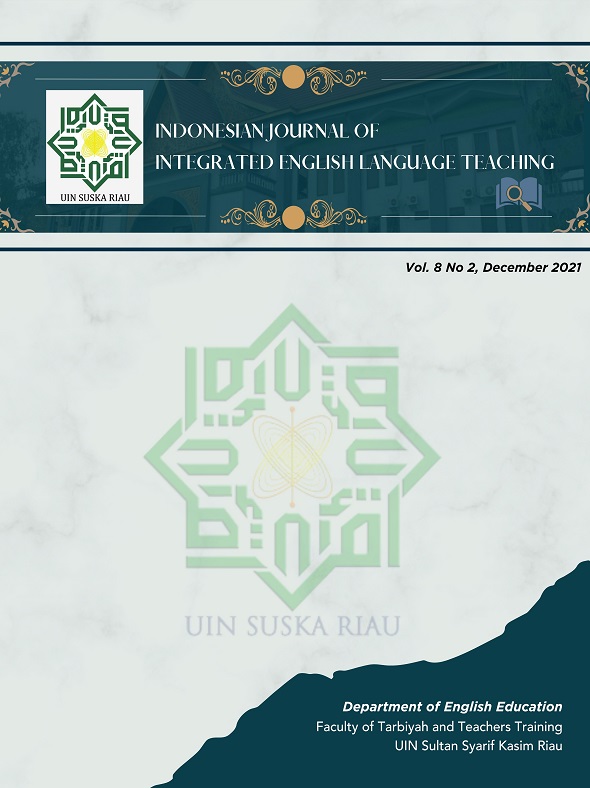 INDONESIAN JOURNAL OF
INTEGRATED ENGLISH LANGUAGE TEACHING
UIN SUSKA RIAU
Vol. 8 No 2, December 2021
UIN SUSKA RIAU
Department of English Education
Faculty of Tarbiyah and Teachers Training
UIN Sultan Syarif Kasim Riau